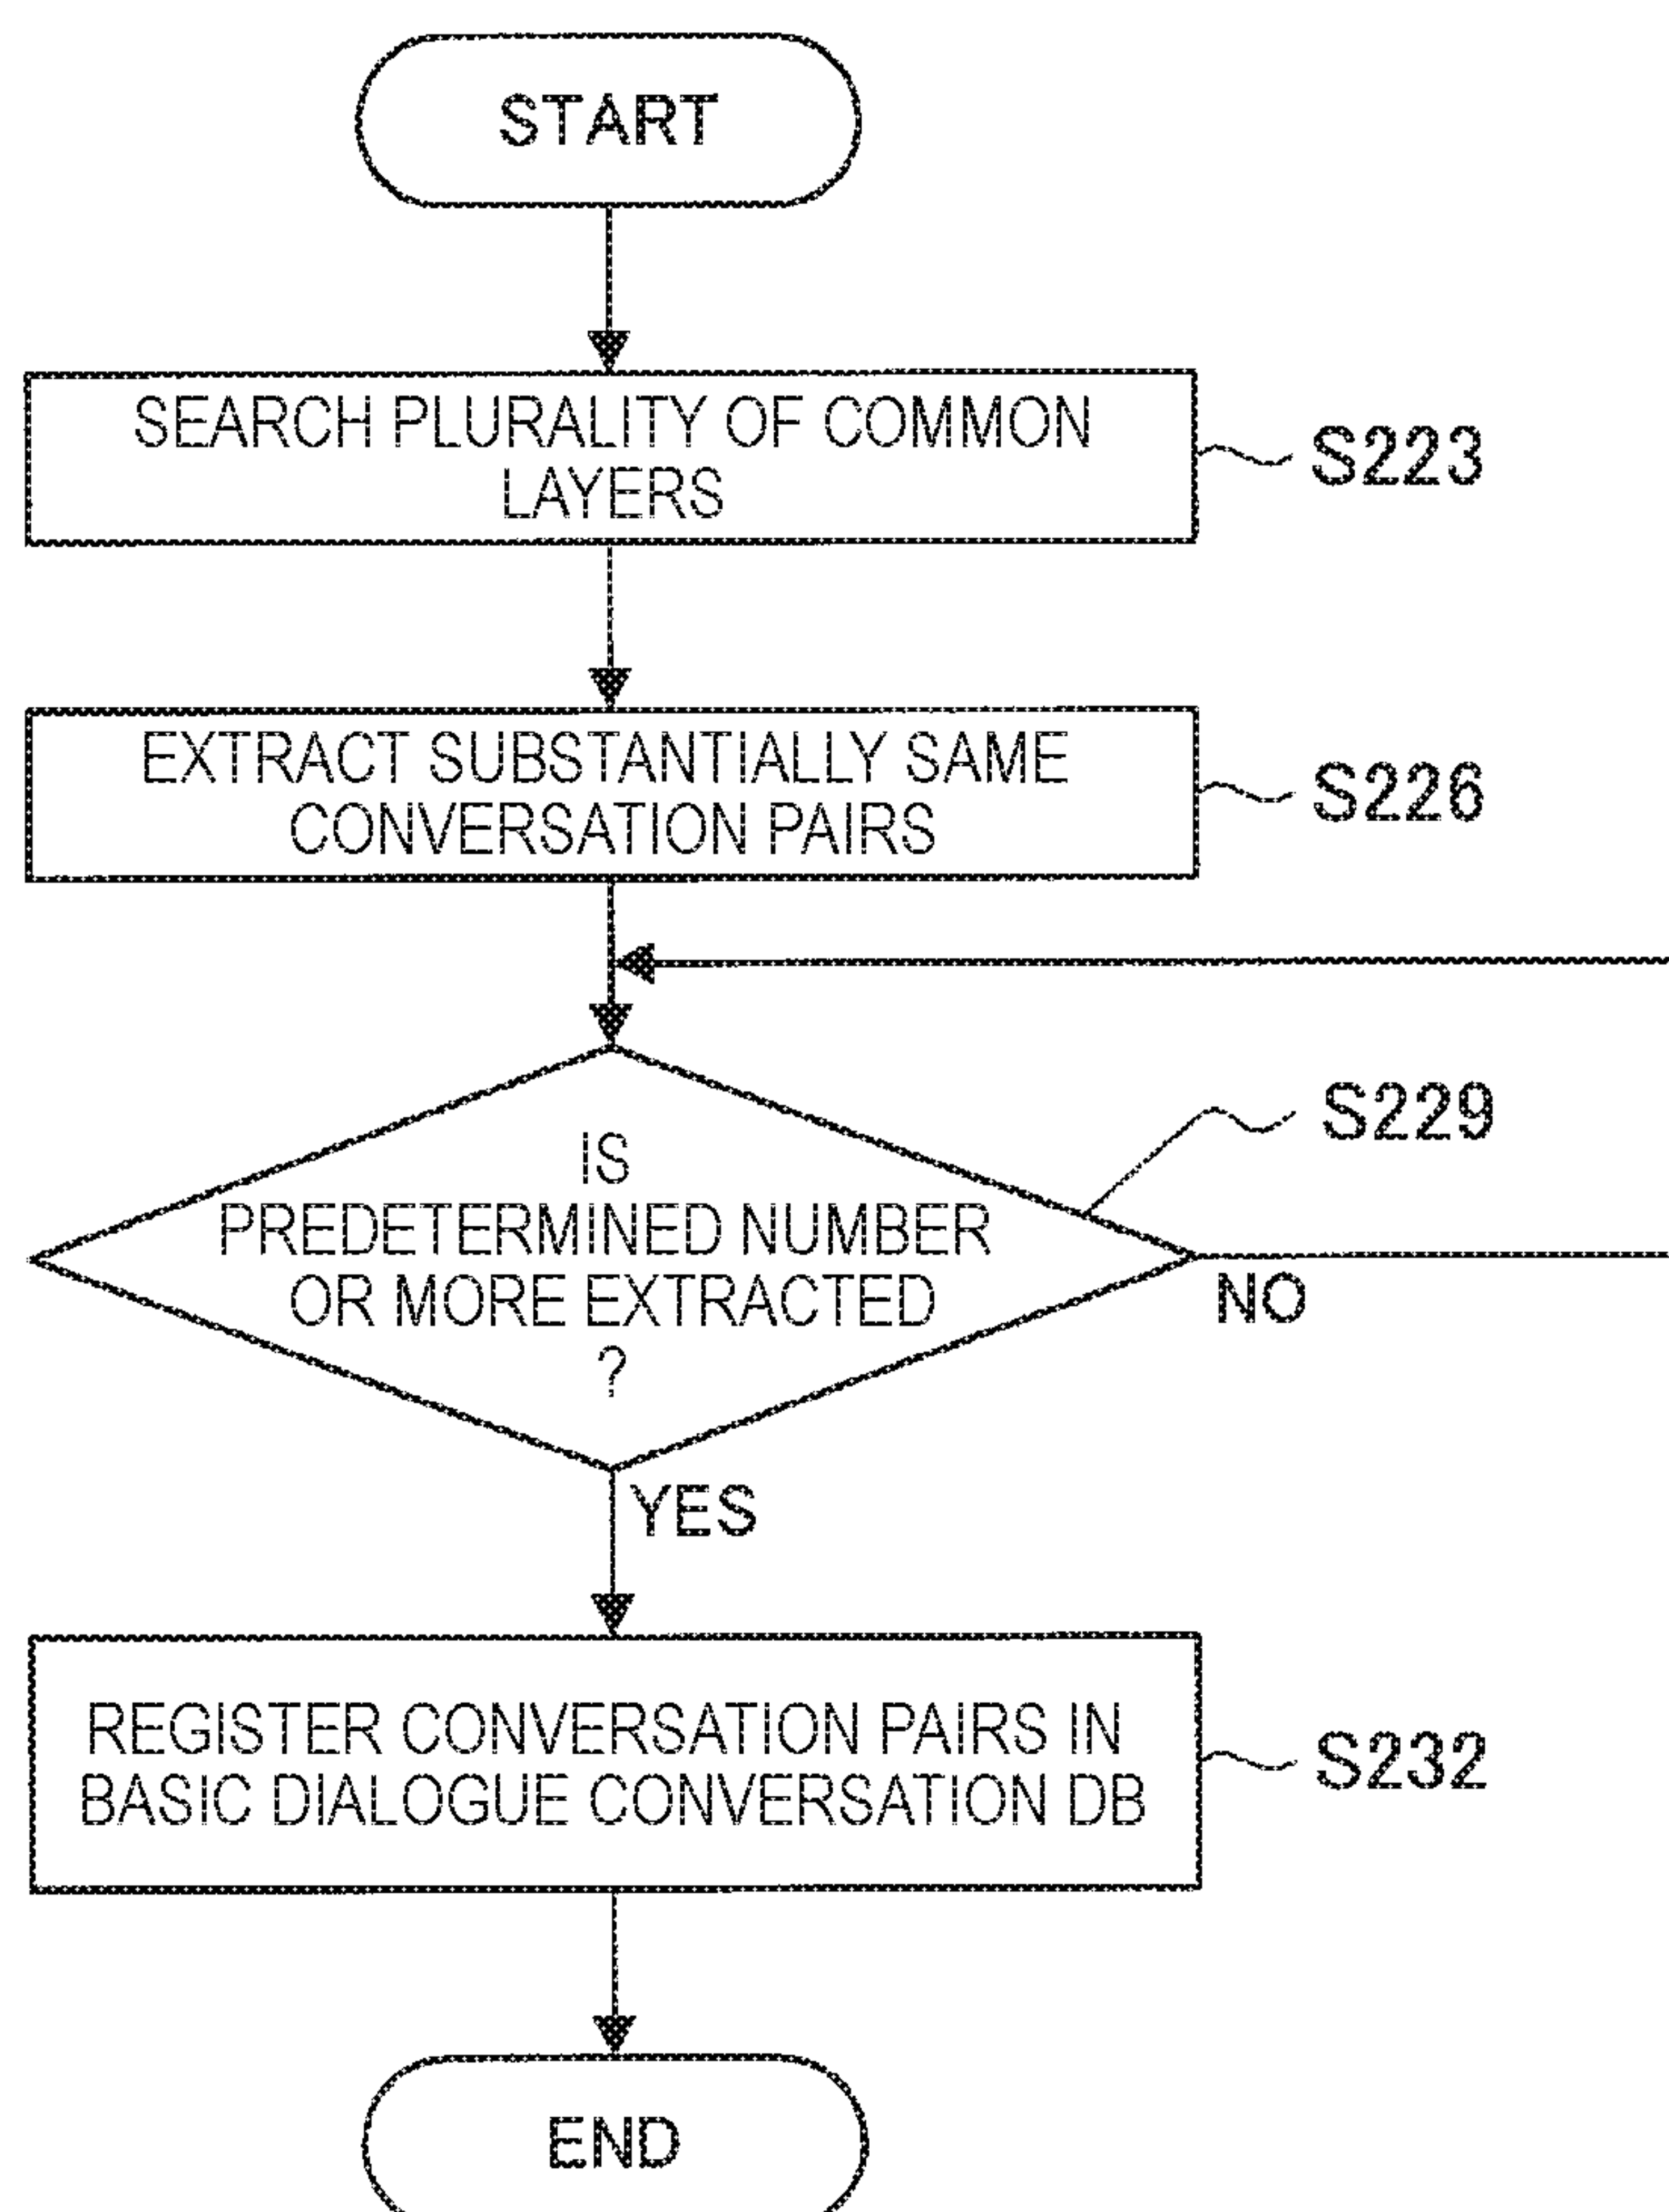 START
SEARCH PLURALITY OF COMMON
LAYERS
S223
EXTRACT SUBSTANTIALLY SAME
CONVERSATION PAIRS
S226
S229
IS
PREDETERMINED NUMBER
OR MORE EXTRACTED
?
NO
YES
REGISTER CONVERSATION PAIRS IN
BASIC DIALOGUE CONVERSATION DB
S232
END